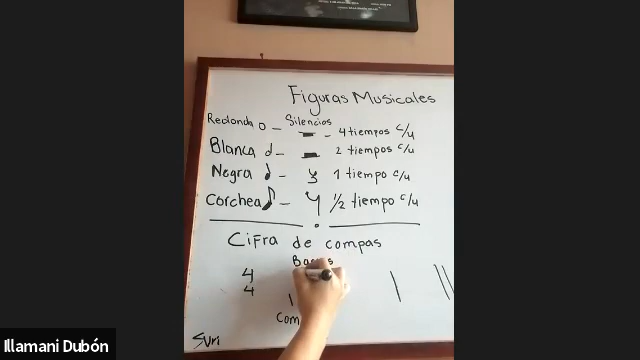 Figuras Musicales
Redonda o - Silencios - 4 tiempos c/u
Blanca - 2 tiempos c/u
Negra - 1 tiempo c/u
Corchea - 1/2 tiempo c/u
Cifra de compas
4
4
Suri
Illamani Dubón